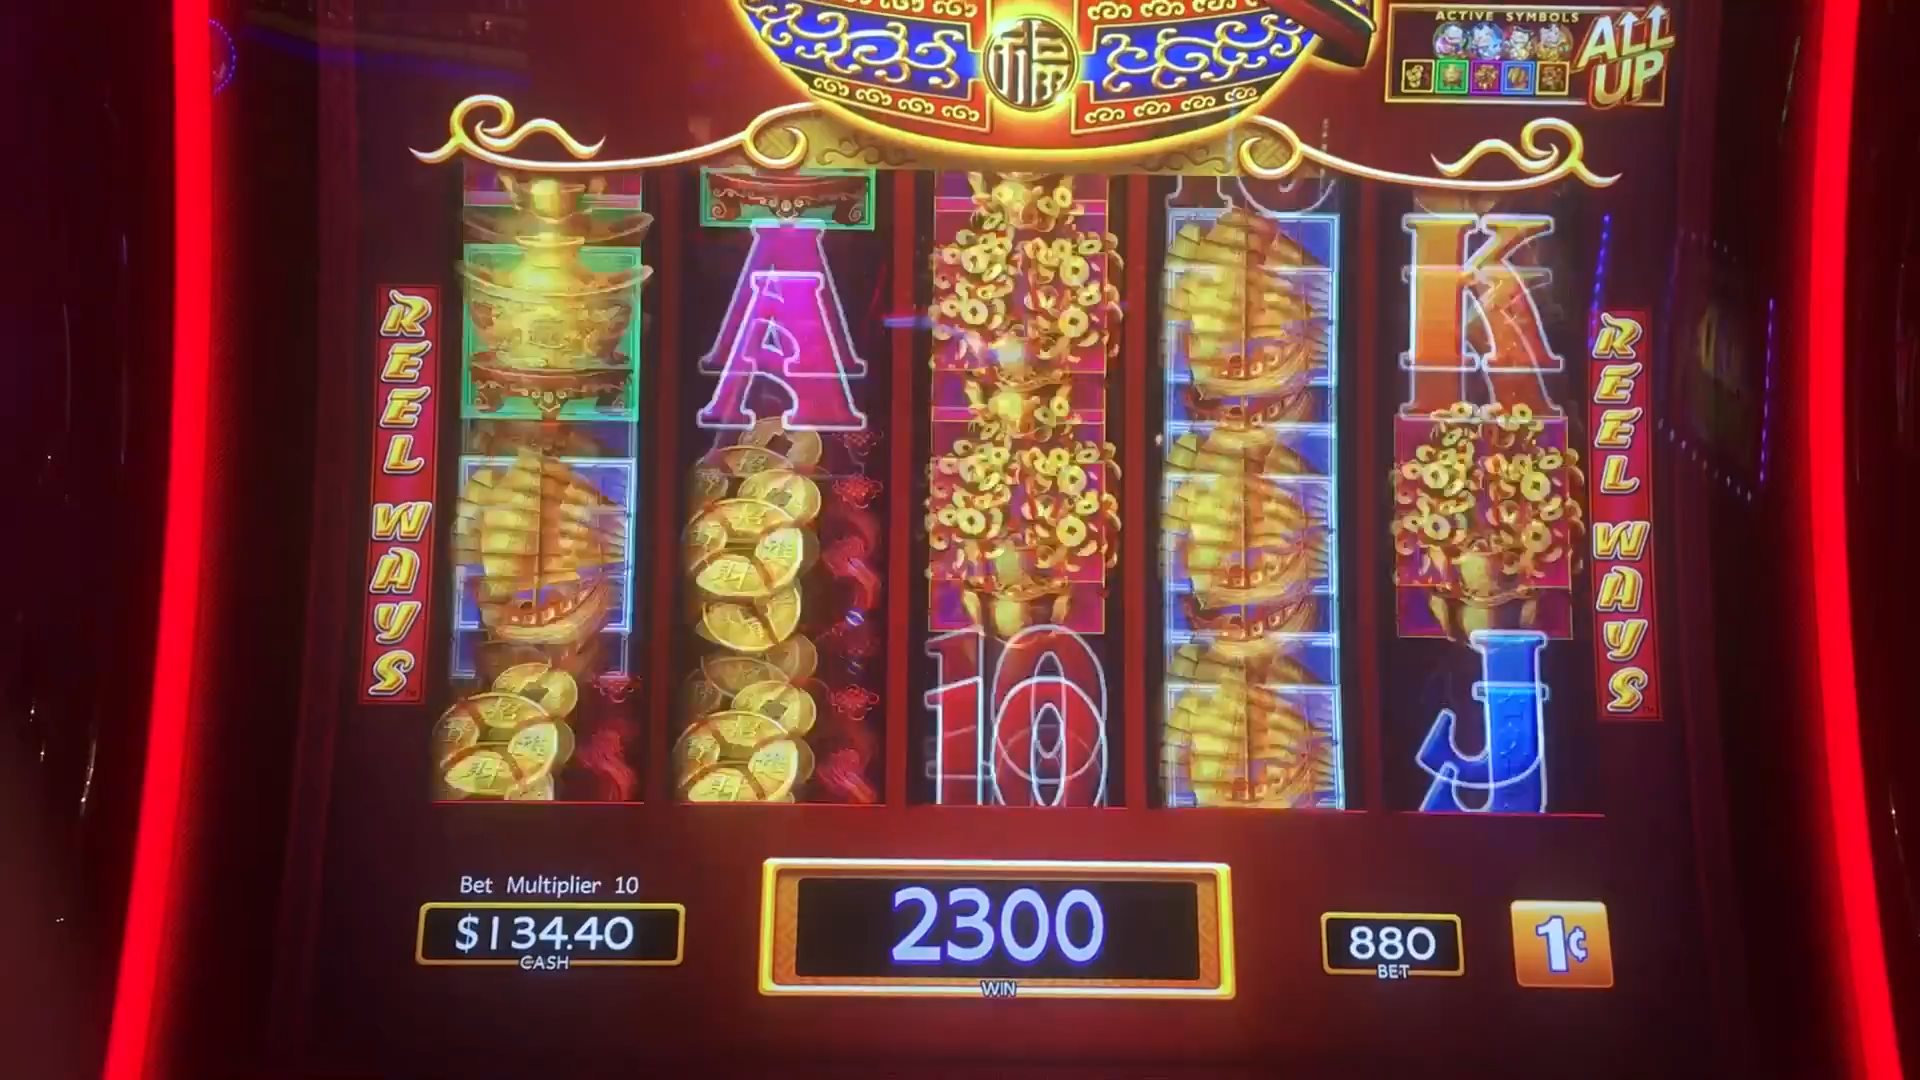 福
ACTIVE SYMBOLS
ALL
UP
REEL WAYS
REEL WAYS
A
K
10
J
Bet Multiplier 10
$134.40
CASH
2300
WIN
880
BET
1¢